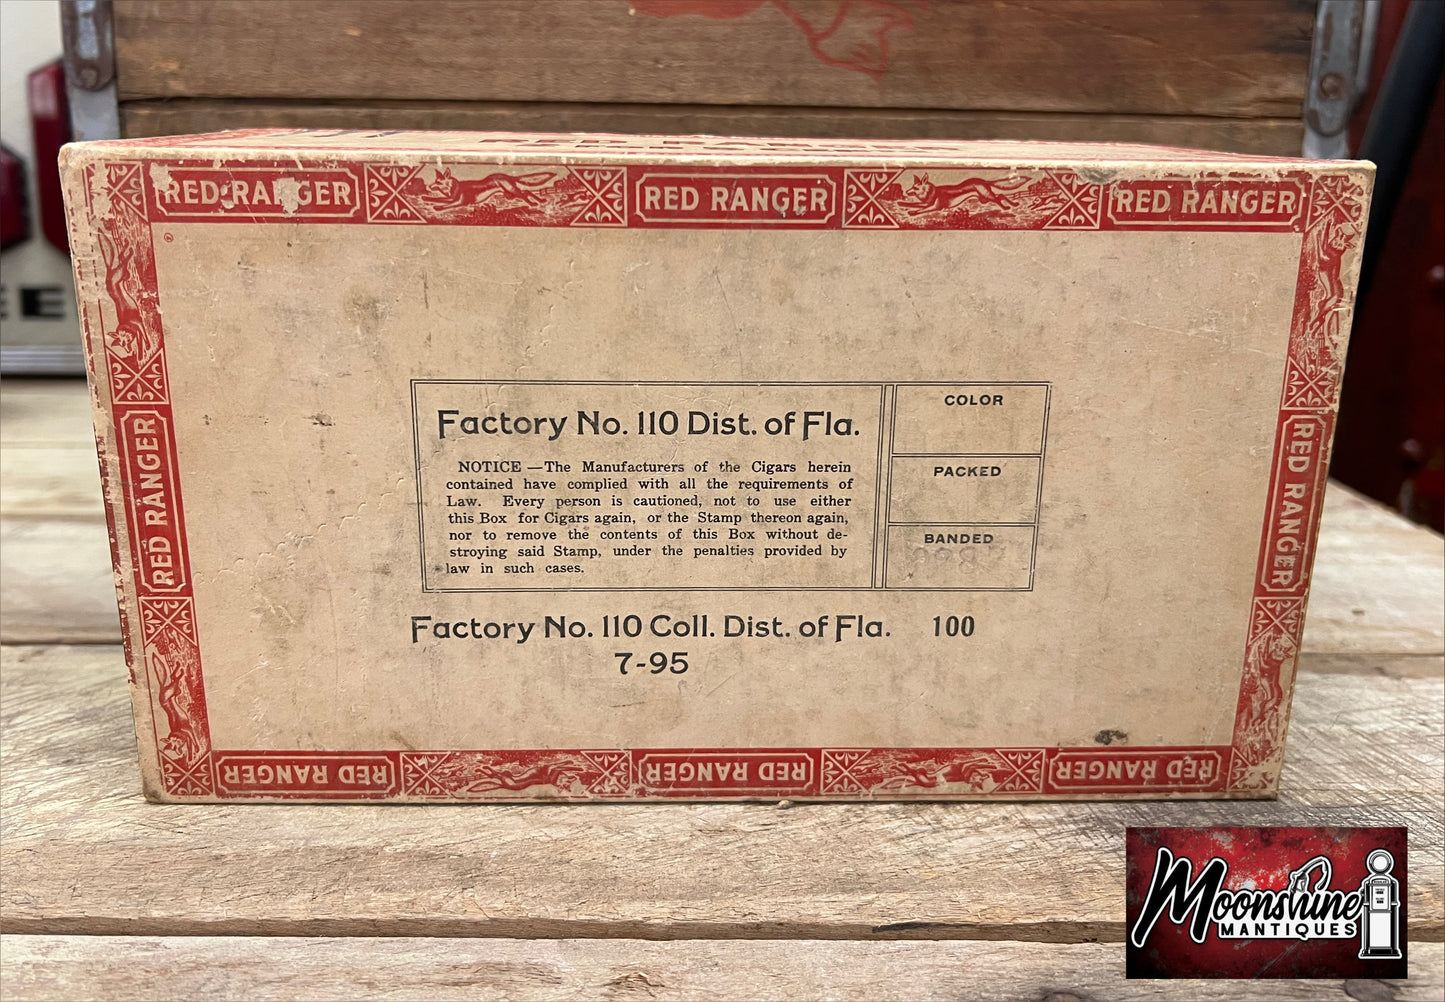 RED RANGER
RED RANGER RED RANGER RED RANGER
RED RANGER
RED RANGER
Factory No. 110 Dist. of Fla.
NOTICE —The Manufacturers of the Cigars herein
contained have complied with all the requirements of
Law. Every person is cautioned, not to use either
this Box for Cigars again, or the Stamp thereon again,
nor to remove the contents of this Box without de-
stroying said Stamp, under the penalties provided by
law in such cases.
COLOR
PACKED
BANDED
Factory No. 110 Coll. Dist. of Fla. 100
7-95
RED RANGER RED RANGER RED RANGER
Moonshine
MANTIQUES